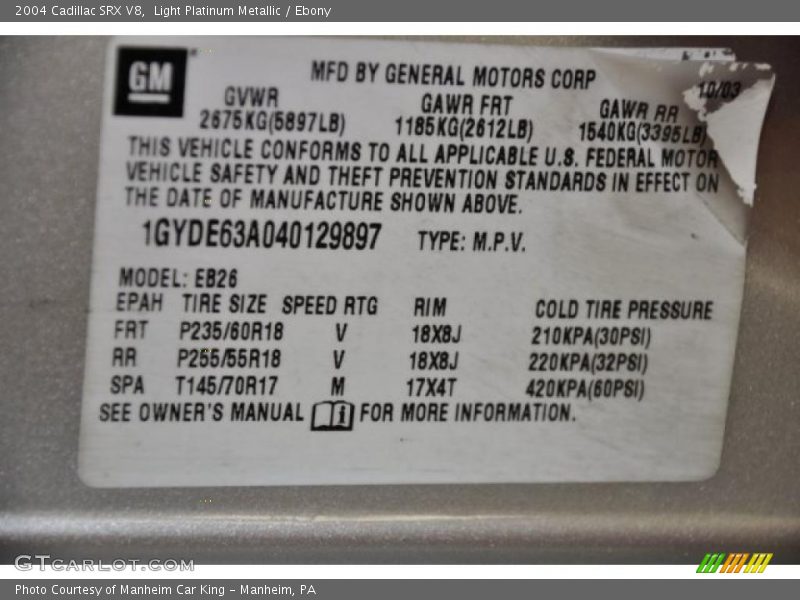 2004 Cadillac SRX V8,  Light Platinum Metallic / Ebony
GM
MFD BY GENERAL MOTORS CORP
10/03
GVWR GAWR FRT GAWR RR
2675KG(5897LB) 1185KG(2612LB) 1540KG(3395LB)
THIS VEHICLE CONFORMS TO ALL APPLICABLE U.S. FEDERAL MOTOR
VEHICLE SAFETY AND THEFT PREVENTION STANDARDS IN EFFECT ON
THE DATE OF MANUFACTURE SHOWN ABOVE.
1GYDE63A040129897 TYPE: M.P.V.
MODEL: EB26
EPAH TIRE SIZE SPEED RTG RIM COLD TIRE PRESSURE
FRT P235/60R18 V 18X8J 210KPA(30PSI)
RR P255/55R18 V 18X8J 220KPA(32PSI)
SPA T145/70R17 M 17X4T 420KPA(60PSI)
SEE OWNER'S MANUAL i FOR MORE INFORMATION.
GTCARLOT.COM
Photo Courtesy of Manheim Car King - Manheim, PA